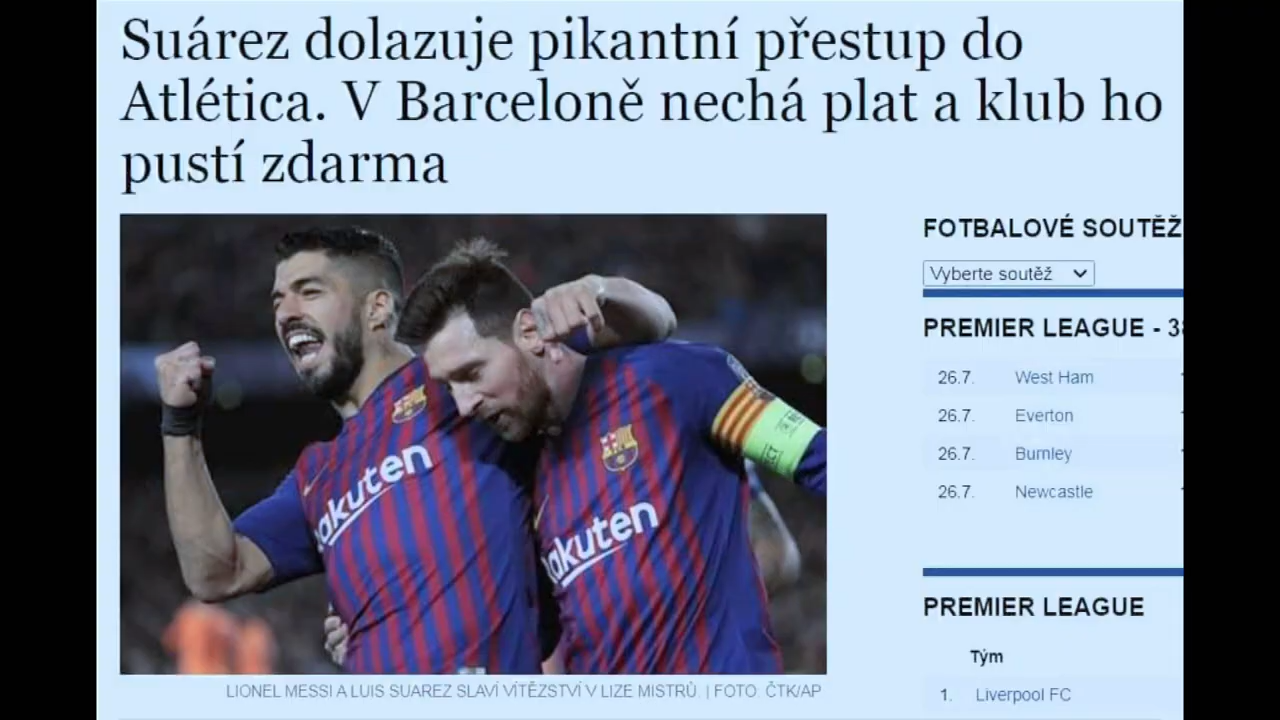 Suárez dolazuje pikantní přestup do
Atlética. V Barceloně nechá plat a klub ho
pustí zdarma
FOTBALOVÉ SOUTĚŽ
Vyberte soutěž
PREMIER LEAGUE - 38
26.7. West Ham
26.7. Everton
26.7. Burnley
26.7. Newcastle
Rakuten
akuten
PREMIER LEAGUE
Tým
1. Liverpool FC
LIONEL MESSI A LUIS SUAREZ SLAVÍ VÍTĚZSTVÍ V LIZE MISTRŮ. | FOTO: ČTK/AP